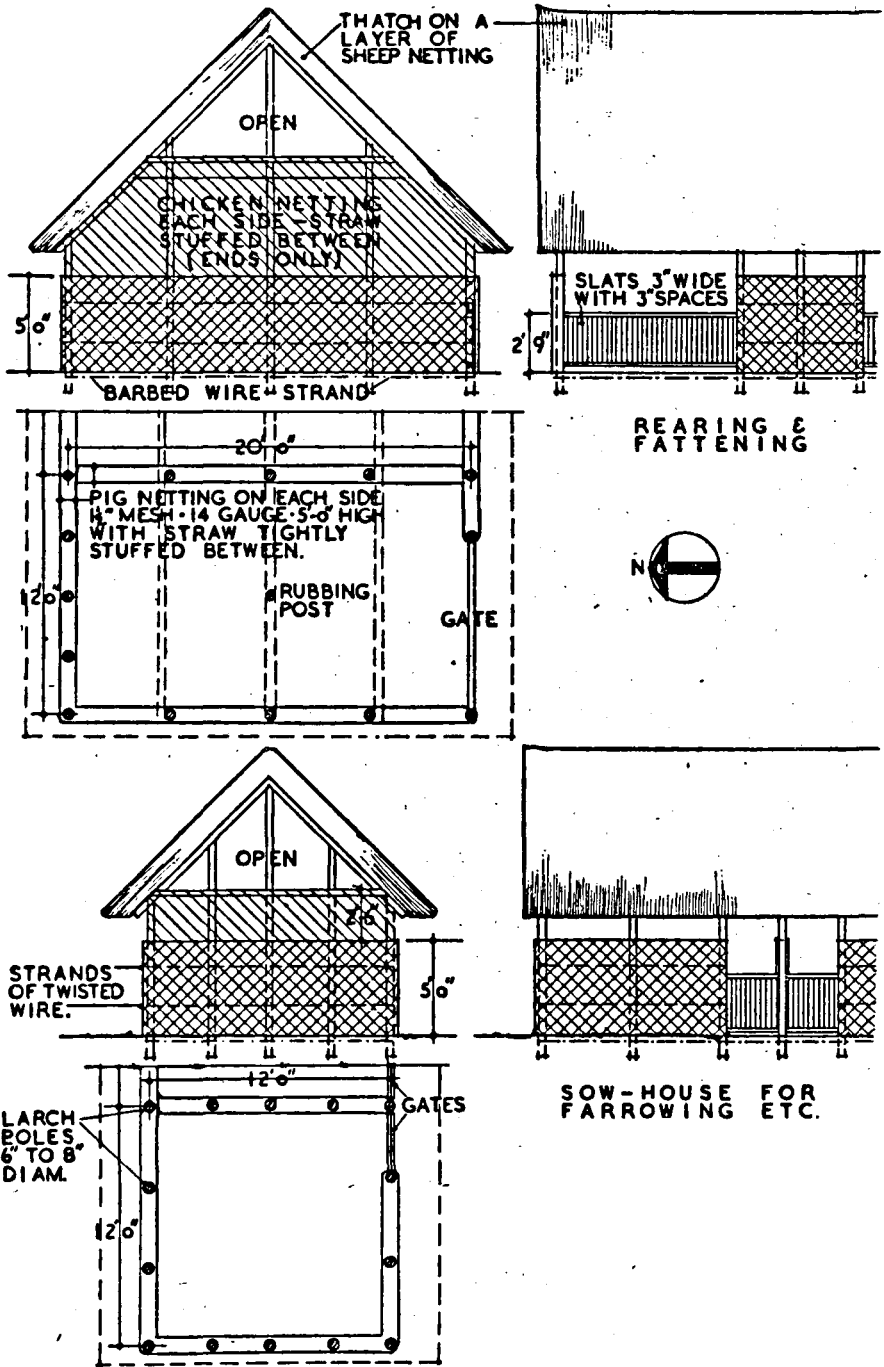 THATCH ON A
LAYER OF
SHEEP NETTING
OPEN
CHICKEN NETTING
EACH SIDE - STRAW
STUFFED BETWEEN
(ENDS ONLY)
5'0"
SLATS 3" WIDE
WITH 3" SPACES
2' 9"
BARBED WIRE STRAND
REARING &
FATTENING
20' 0"
PIG NETTING ON EACH SIDE
1½" MESH · 14 GAUGE · 5'-0" HIGH
WITH STRAW TIGHTLY
STUFFED BETWEEN.
12'0"
RUBBING
POST
GATE
N
OPEN
2'6"
STRANDS
OF TWISTED
WIRE.
5'0"
12'0"
GATES
SOW-HOUSE FOR
FARROWING ETC.
LARCH
POLES
6" TO 8"
DIAM.
12'0"